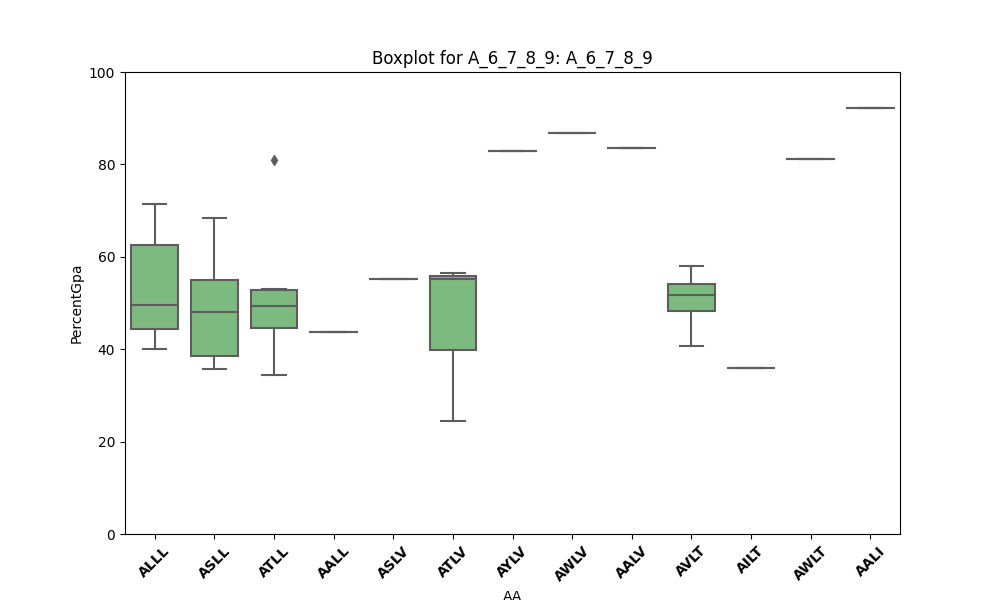 Boxplot for A_6_7_8_9: A_6_7_8_9
100
80
60
40
20
0
PercentGpa
ALLL
ASLL
ATLL
AALL
ASLV
ATLV
AYLV
AWLV
AALV
AVLT
AILT
AWLT
AALI
AA